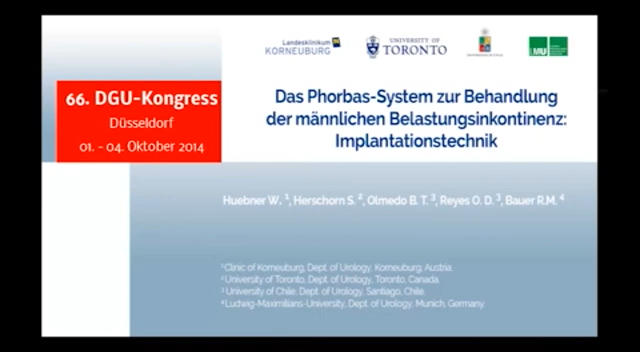 Landesklinikum
KORNEUBURG
UNIVERSITY OF
TORONTO
LMU
66. DGU-Kongress
Düsseldorf
01. - 04. Oktober 2014
Das Phorbas-System zur Behandlung
der männlichen Belastungsinkontinenz:
Implantationstechnik
Huebner W. ¹, Herschorn S. ², Olmedo B. T. ³, Reyes O. D. ³, Bauer R.M. ⁴
¹ Clinic of Korneuburg, Dept. of Urology, Korneuburg, Austria.
² University of Toronto, Dept. of Urology, Toronto, Canada.
³ University of Chile, Dept. of Urology, Santiago, Chile.
⁴ Ludwig-Maximilians-University, Dept. of Urology, Munich, Germany.